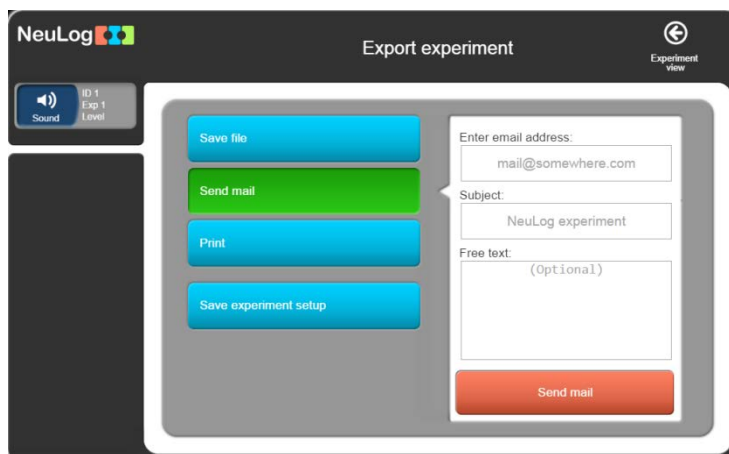 NeuLog
Export experiment
Experiment
view
Sound
ID 1
Exp 1
Level
Save file
Send mail
Print
Save experiment setup
Enter email address:
mail@somewhere.com
Subject:
NeuLog experiment
Free text:
(Optional)
Send mail